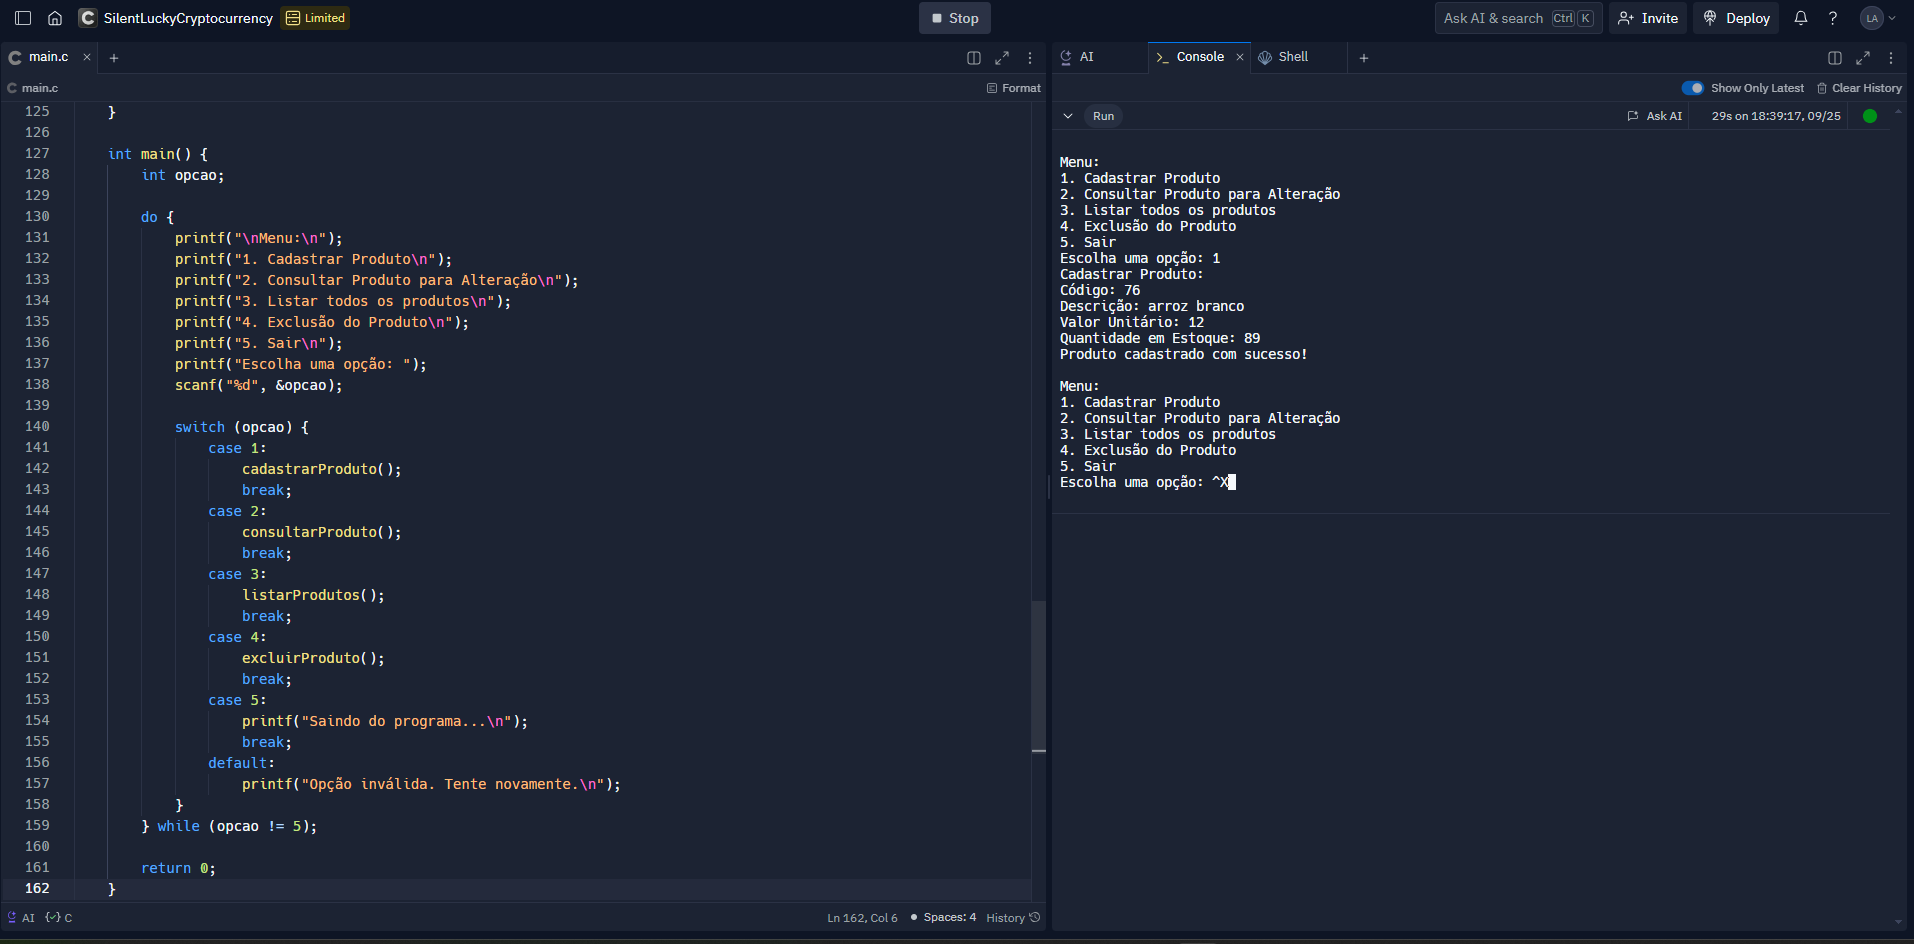 SilentLuckyCryptocurrency Limited Stop Ask AI & search Ctrl K Invite Deploy ? LA
main.c × +
AI Console × Shell +
main.c Format
Show Only Latest Clear History
125 }
126
127 int main() {
128 int opcao;
129
130 do {
131 printf("\nMenu:\n");
132 printf("1. Cadastrar Produto\n");
133 printf("2. Consultar Produto para Alteração\n");
134 printf("3. Listar todos os produtos\n");
135 printf("4. Exclusão do Produto\n");
136 printf("5. Sair\n");
137 printf("Escolha uma opção: ");
138 scanf("%d", &opcao);
139
140 switch (opcao) {
141 case 1:
142 cadastrarProduto();
143 break;
144 case 2:
145 consultarProduto();
146 break;
147 case 3:
148 listarProdutos();
149 break;
150 case 4:
151 excluirProduto();
152 break;
153 case 5:
154 printf("Saindo do programa...\n");
155 break;
156 default:
157 printf("Opção inválida. Tente novamente.\n");
158 }
159 } while (opcao != 5);
160
161 return 0;
162 }
AI C
Ln 162, Col 6 Spaces: 4 History
Run Ask AI 29s on 18:39:17, 09/25
Menu:
1. Cadastrar Produto
2. Consultar Produto para Alteração
3. Listar todos os produtos
4. Exclusão do Produto
5. Sair
Escolha uma opção: 1
Cadastrar Produto:
Código: 76
Descrição: arroz branco
Valor Unitário: 12
Quantidade em Estoque: 89
Produto cadastrado com sucesso!
Menu:
1. Cadastrar Produto
2. Consultar Produto para Alteração
3. Listar todos os produtos
4. Exclusão do Produto
5. Sair
Escolha uma opção: ^X